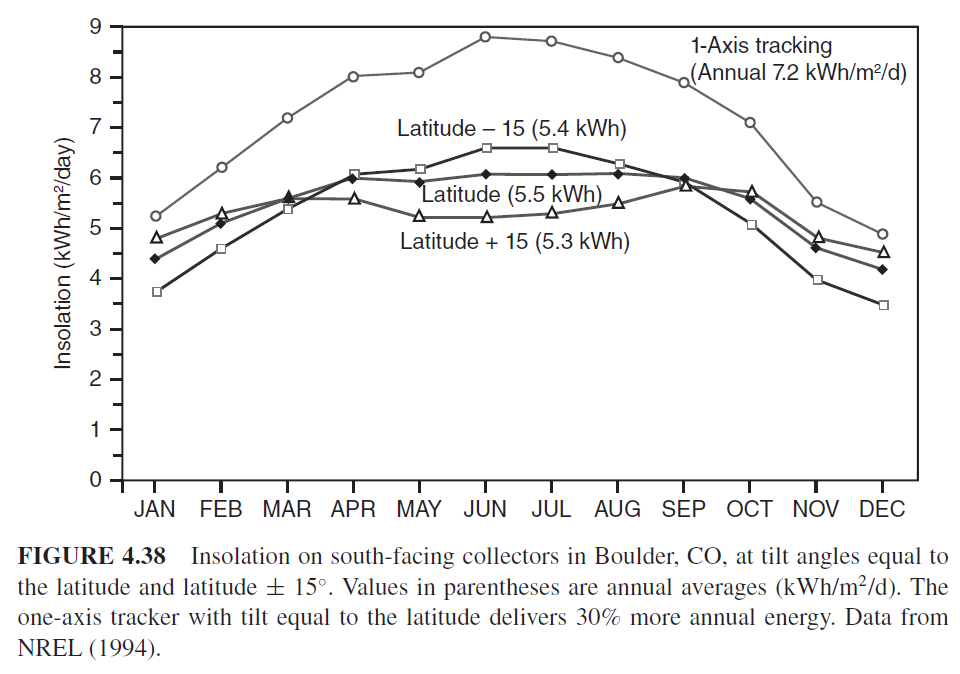 9
8
7
6
5
4
3
2
1
0
Insolation (kWh/m²/day)
1-Axis tracking
(Annual 7.2 kWh/m²/d)
Latitude – 15 (5.4 kWh)
Latitude (5.5 kWh)
Latitude + 15 (5.3 kWh)
JAN FEB MAR APR MAY JUN JUL AUG SEP OCT NOV DEC
FIGURE 4.38 Insolation on south-facing collectors in Boulder, CO, at tilt angles equal to
the latitude and latitude ± 15°. Values in parentheses are annual averages (kWh/m²/d). The
one-axis tracker with tilt equal to the latitude delivers 30% more annual energy. Data from
NREL (1994).